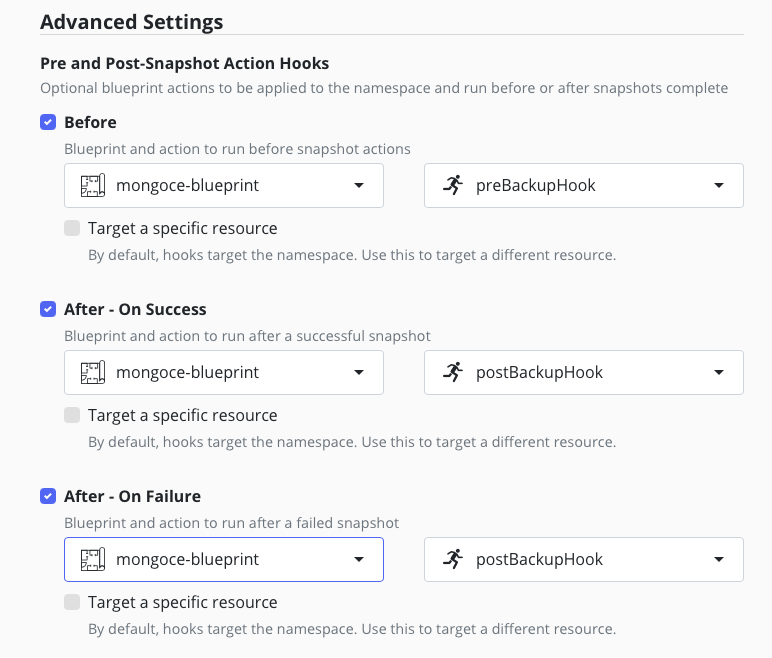 Advanced Settings
Pre and Post-Snapshot Action Hooks
Optional blueprint actions to be applied to the namespace and run before or after snapshots complete
Before
Blueprint and action to run before snapshot actions
mongoce-blueprint preBackupHook
Target a specific resource
By default, hooks target the namespace. Use this to target a different resource.
After - On Success
Blueprint and action to run after a successful snapshot
mongoce-blueprint postBackupHook
Target a specific resource
By default, hooks target the namespace. Use this to target a different resource.
After - On Failure
Blueprint and action to run after a failed snapshot
mongoce-blueprint postBackupHook
Target a specific resource
By default, hooks target the namespace. Use this to target a different resource.